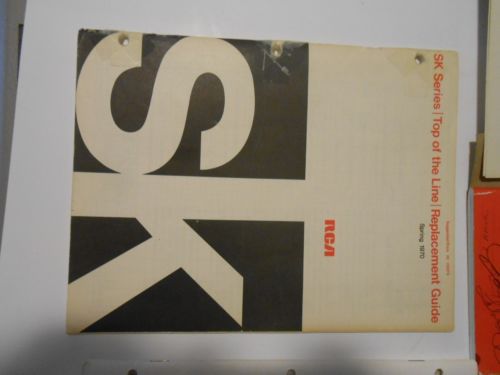 SK Series | Top of the Line | Replacement Guide
Spring 1970
RCA
SK